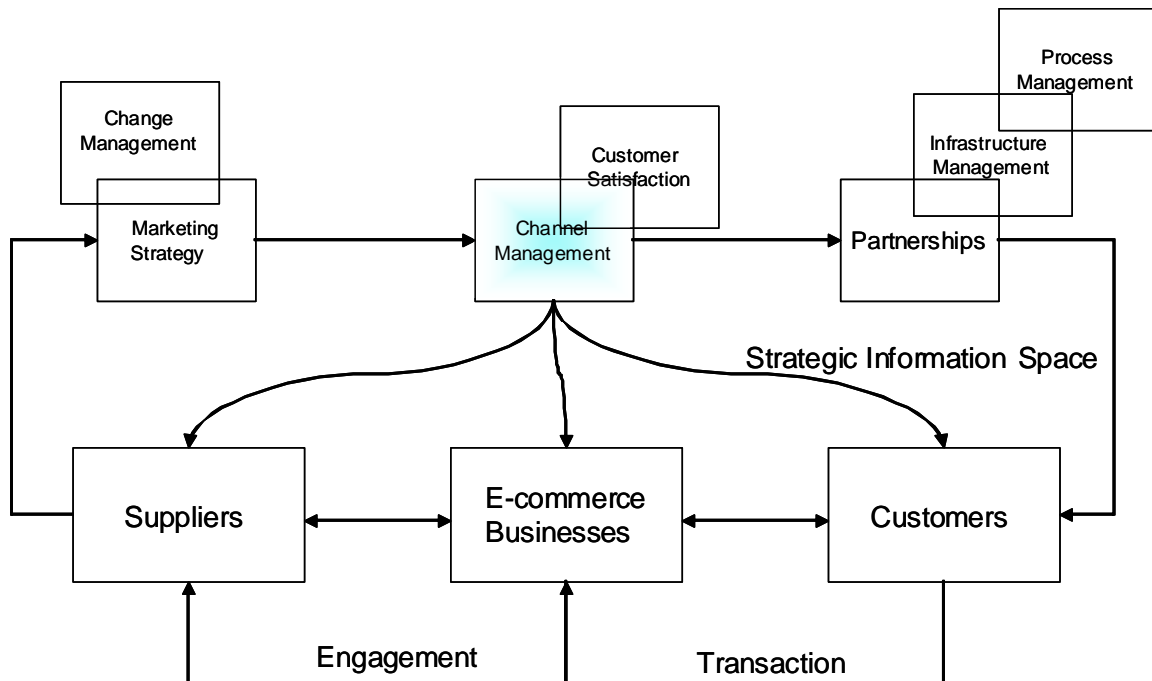 Process
Management
Change
Management
Infrastructure
Management
Customer
Satisfaction
Marketing
Strategy
Channel
Management
Partnerships
Strategic Information Space
Suppliers
E-commerce
Businesses
Customers
Engagement
Transaction